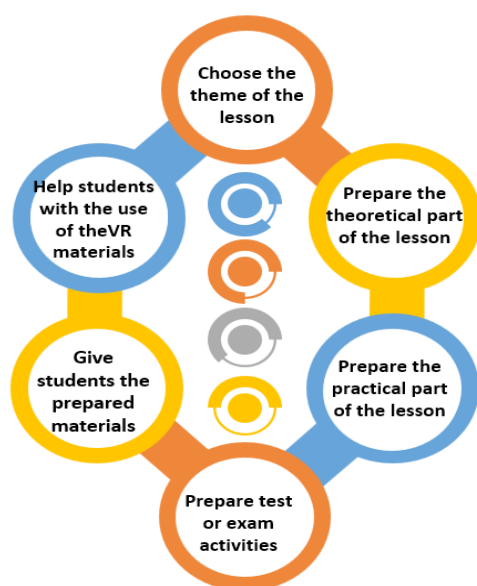 Choose the
theme of the
lesson
Prepare the
theoretical part
of the lesson
Prepare the
practical part
of the lesson
Prepare test
or exam
activities
Give
students the
prepared
materials
Help students
with the use
of theVR
materials